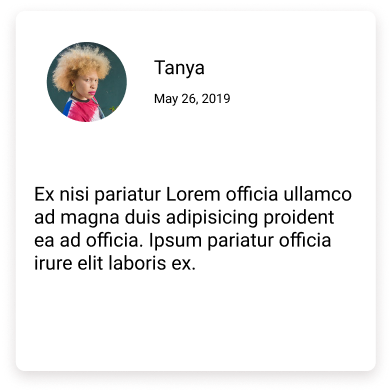 Tanya
May 26, 2019
Ex nisi pariatur Lorem officia ullamco
ad magna duis adipisicing proident
ea ad officia. Ipsum pariatur officia
irure elit laboris ex.